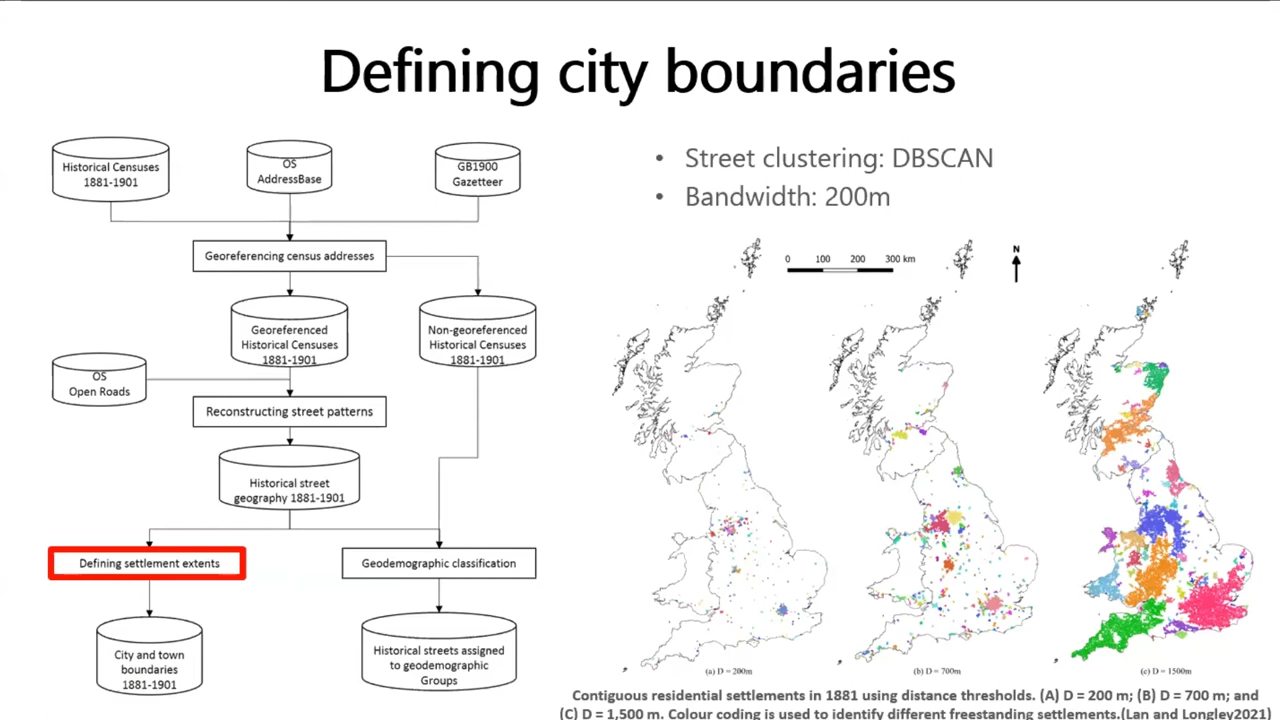 Defining city boundaries
Historical Censuses
1881-1901
OS
AddressBase
GB1900
Gazetteer
Georeferencing census addresses
Georeferenced
Historical Censuses
1881-1901
Non-georeferenced
Historical Censuses
1881-1901
OS
Open Roads
Reconstructing street patterns
Historical street
geography 1881-1901
Defining settlement extents
Geodemographic classification
City and town
boundaries
1881-1901
Historical streets assigned
to geodemographic
Groups
• Street clustering: DBSCAN
• Bandwidth: 200m
0 100 200 300 km
N
(a) D = 200m
(b) D = 700m
(c) D = 1500m
Contiguous residential settlements in 1881 using distance thresholds. (A) D = 200 m; (B) D = 700 m; and
(C) D = 1,500 m. Colour coding is used to identify different freestanding settlements.(Lan and Longley2021)